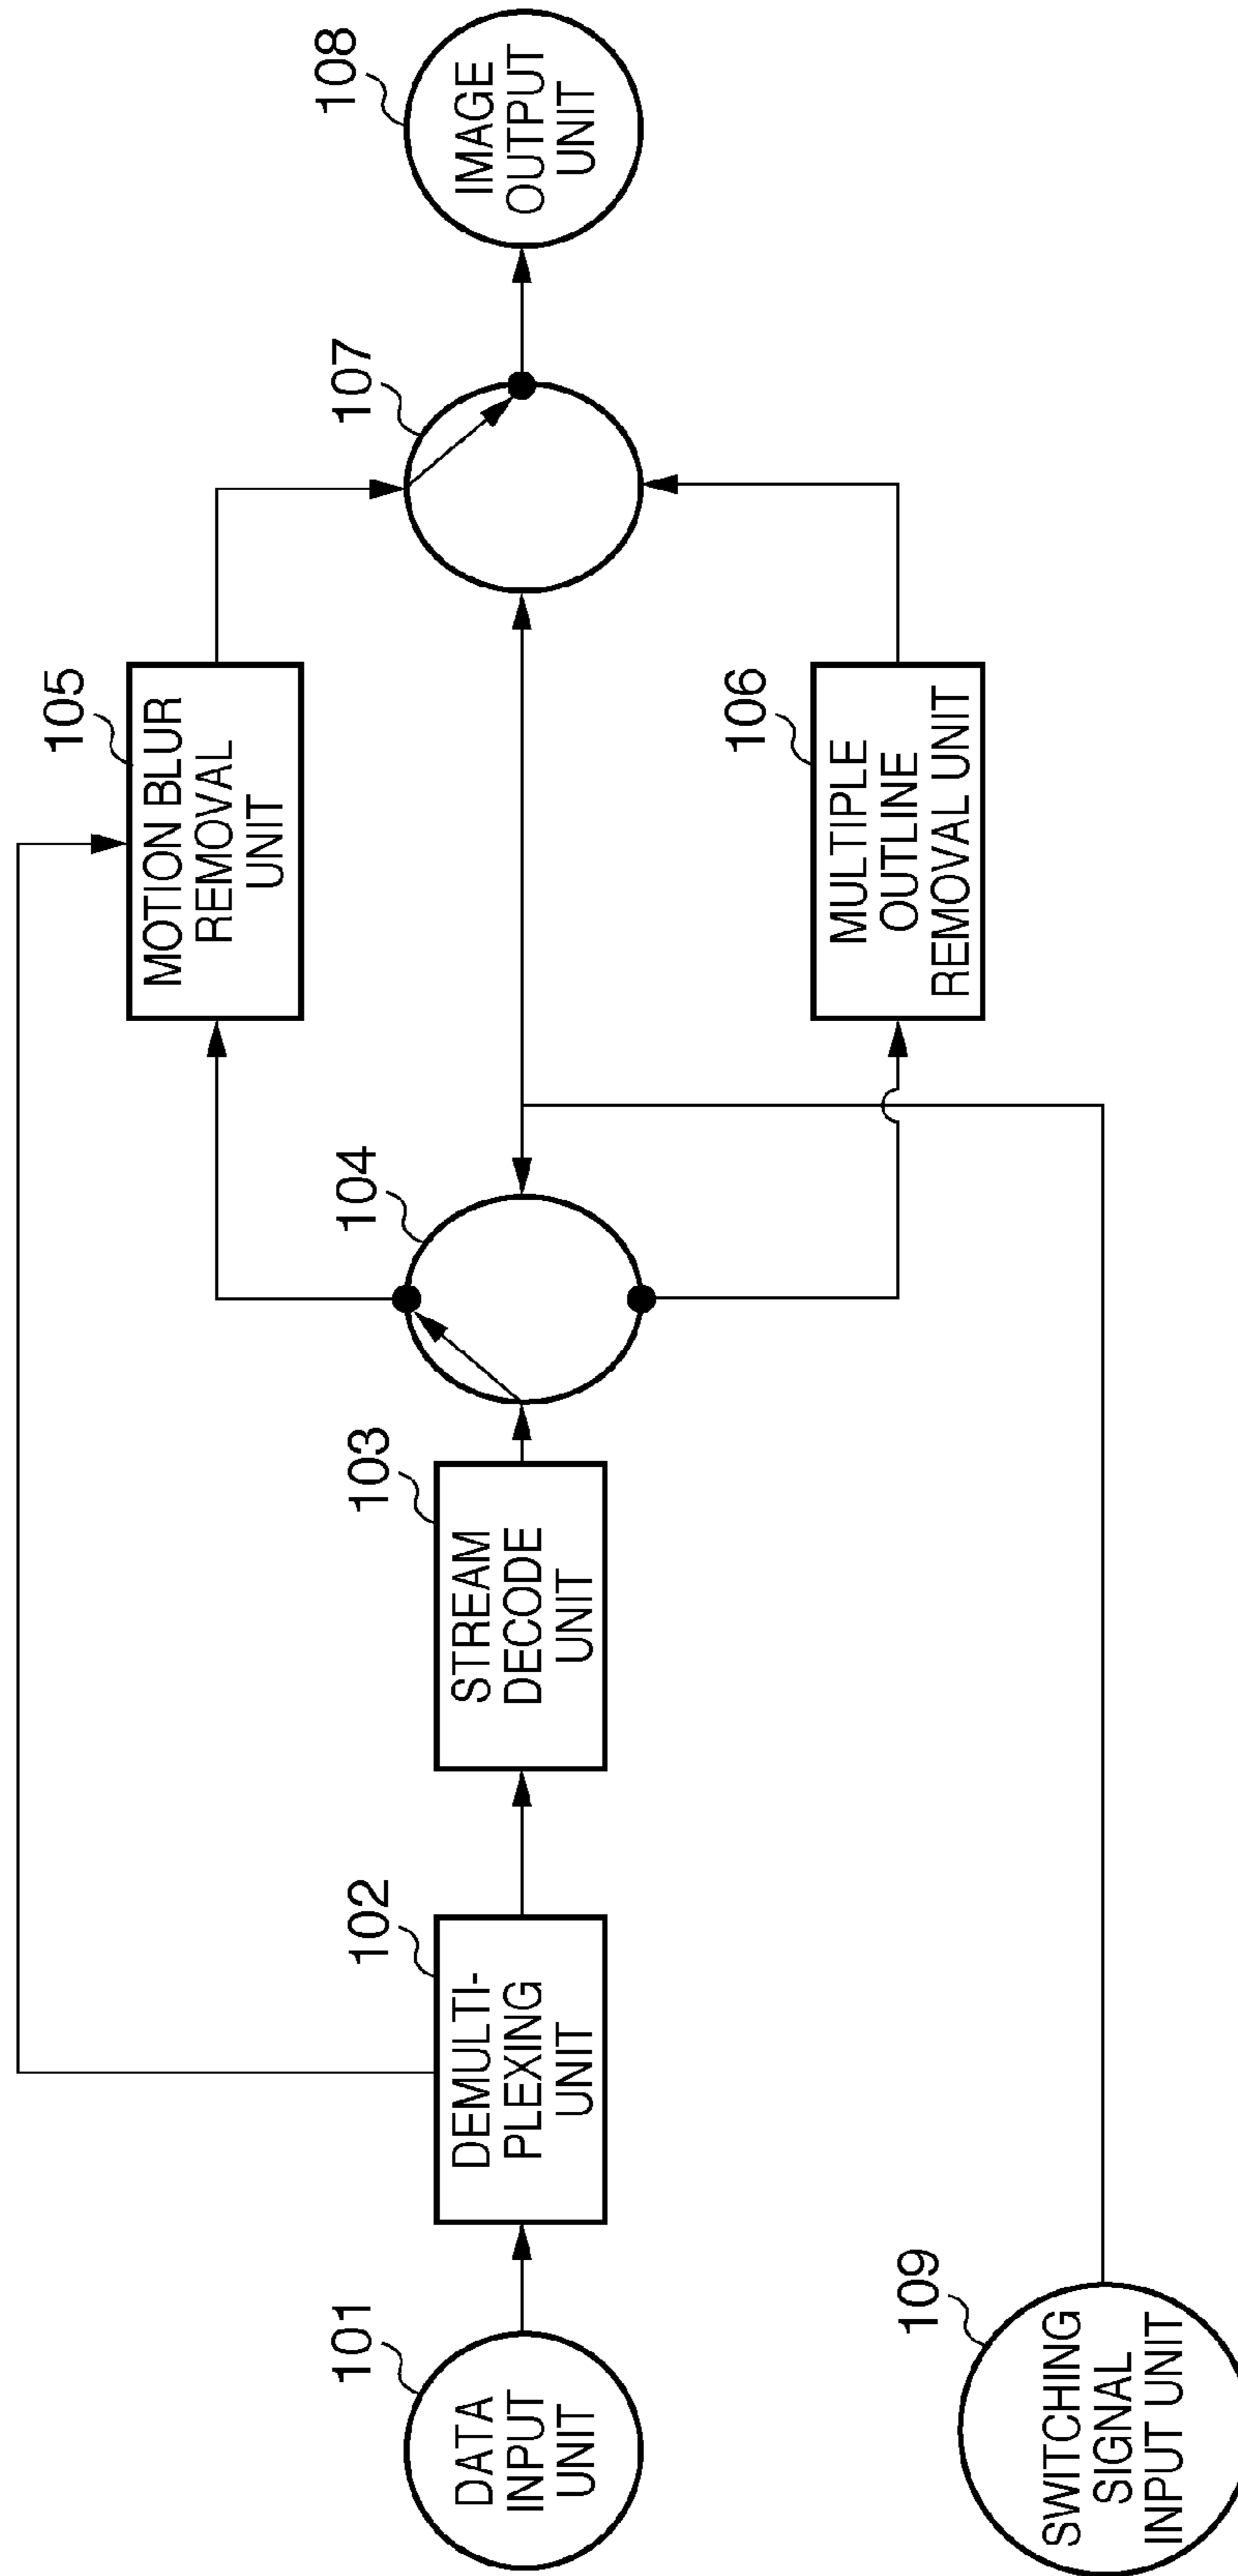 101
DATA
INPUT
UNIT
102
DEMULTI-
PLEXING
UNIT
103
STREAM
DECODE
UNIT
104
105
MOTION BLUR
REMOVAL
UNIT
106
MULTIPLE
OUTLINE
REMOVAL UNIT
107
108
IMAGE
OUTPUT
UNIT
109
SWITCHING
SIGNAL
INPUT UNIT